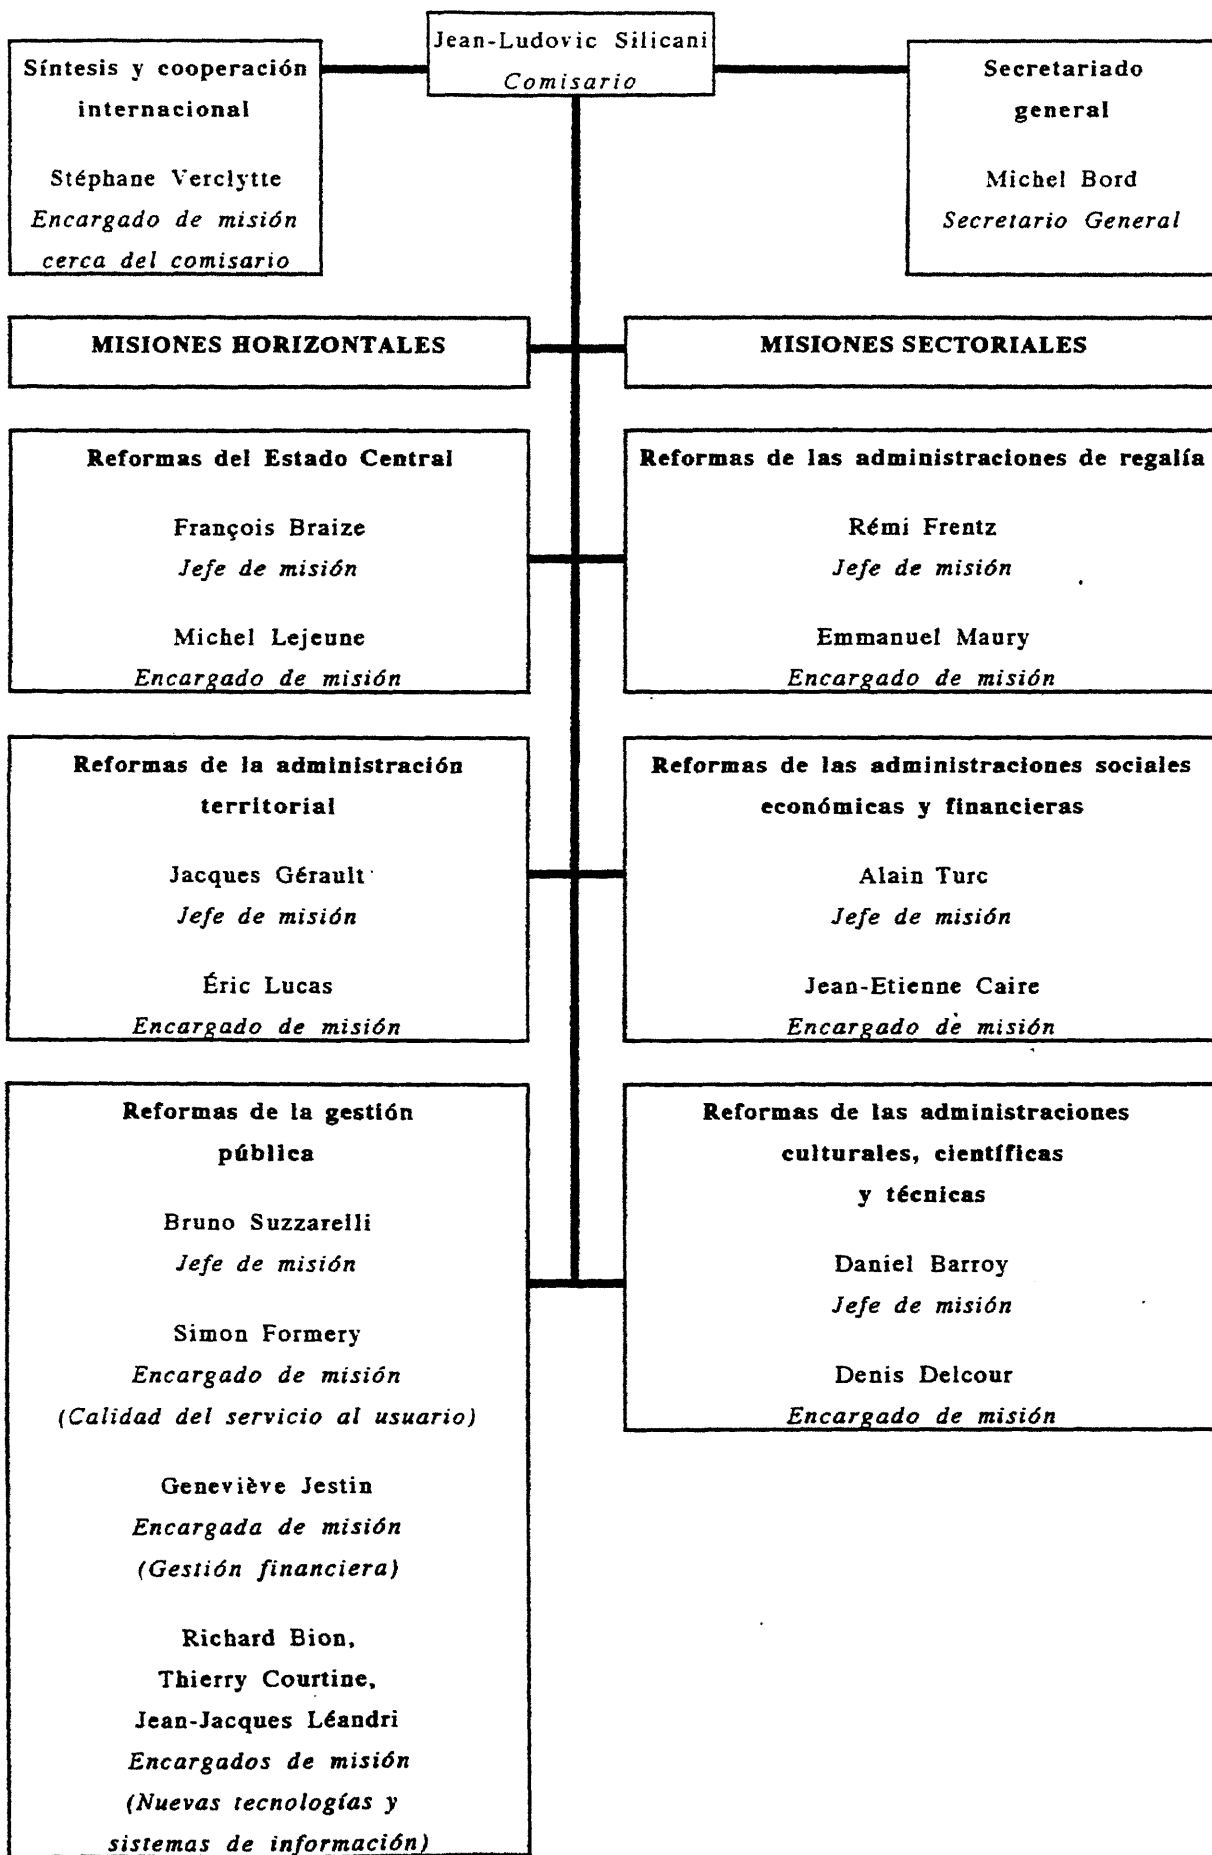 Jean-Ludovic Silicani
Comisario
Síntesis y cooperación
internacional
Stéphane Verclytte
Encargado de misión
cerca del comisario
Secretariado
general
Michel Bord
Secretario General
MISIONES HORIZONTALES
MISIONES SECTORIALES
Reformas del Estado Central
François Braize
Jefe de misión
Michel Lejeune
Encargado de misión
Reformas de las administraciones de regalía
Rémi Frentz
Jefe de misión
Emmanuel Maury
Encargado de misión
Reformas de la administración
territorial
Jacques Gérault
Jefe de misión
Éric Lucas
Encargado de misión
Reformas de las administraciones sociales
económicas y financieras
Alain Turc
Jefe de misión
Jean-Etienne Caire
Encargado de misión
Reformas de la gestión
pública
Bruno Suzzarelli
Jefe de misión
Simon Formery
Encargado de misión
(Calidad del servicio al usuario)
Geneviève Jestin
Encargada de misión
(Gestión financiera)
Richard Bion,
Thierry Courtine,
Jean-Jacques Léandri
Encargados de misión
(Nuevas tecnologías y
sistemas de información)
Reformas de las administraciones
culturales, científicas
y técnicas
Daniel Barroy
Jefe de misión
Denis Delcour
Encargado de misión